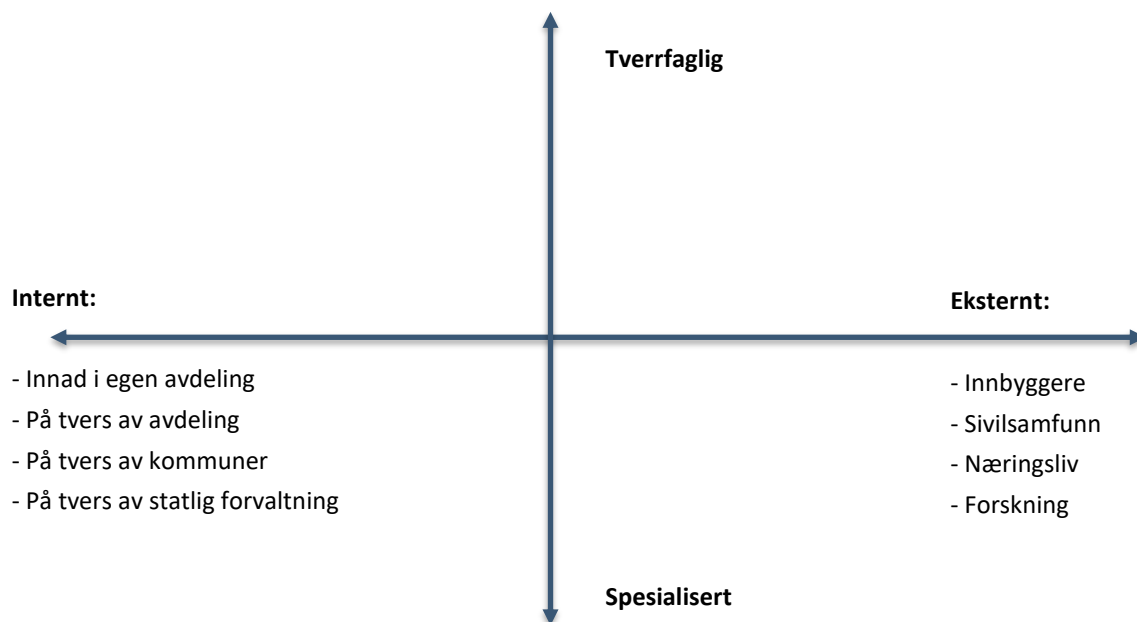 Tverrfaglig
Internt:
Eksternt:
- Innad i egen avdeling
- På tvers av avdeling
- På tvers av kommuner
- På tvers av statlig forvaltning
- Innbyggere
- Sivilsamfunn
- Næringsliv
- Forskning
Spesialisert